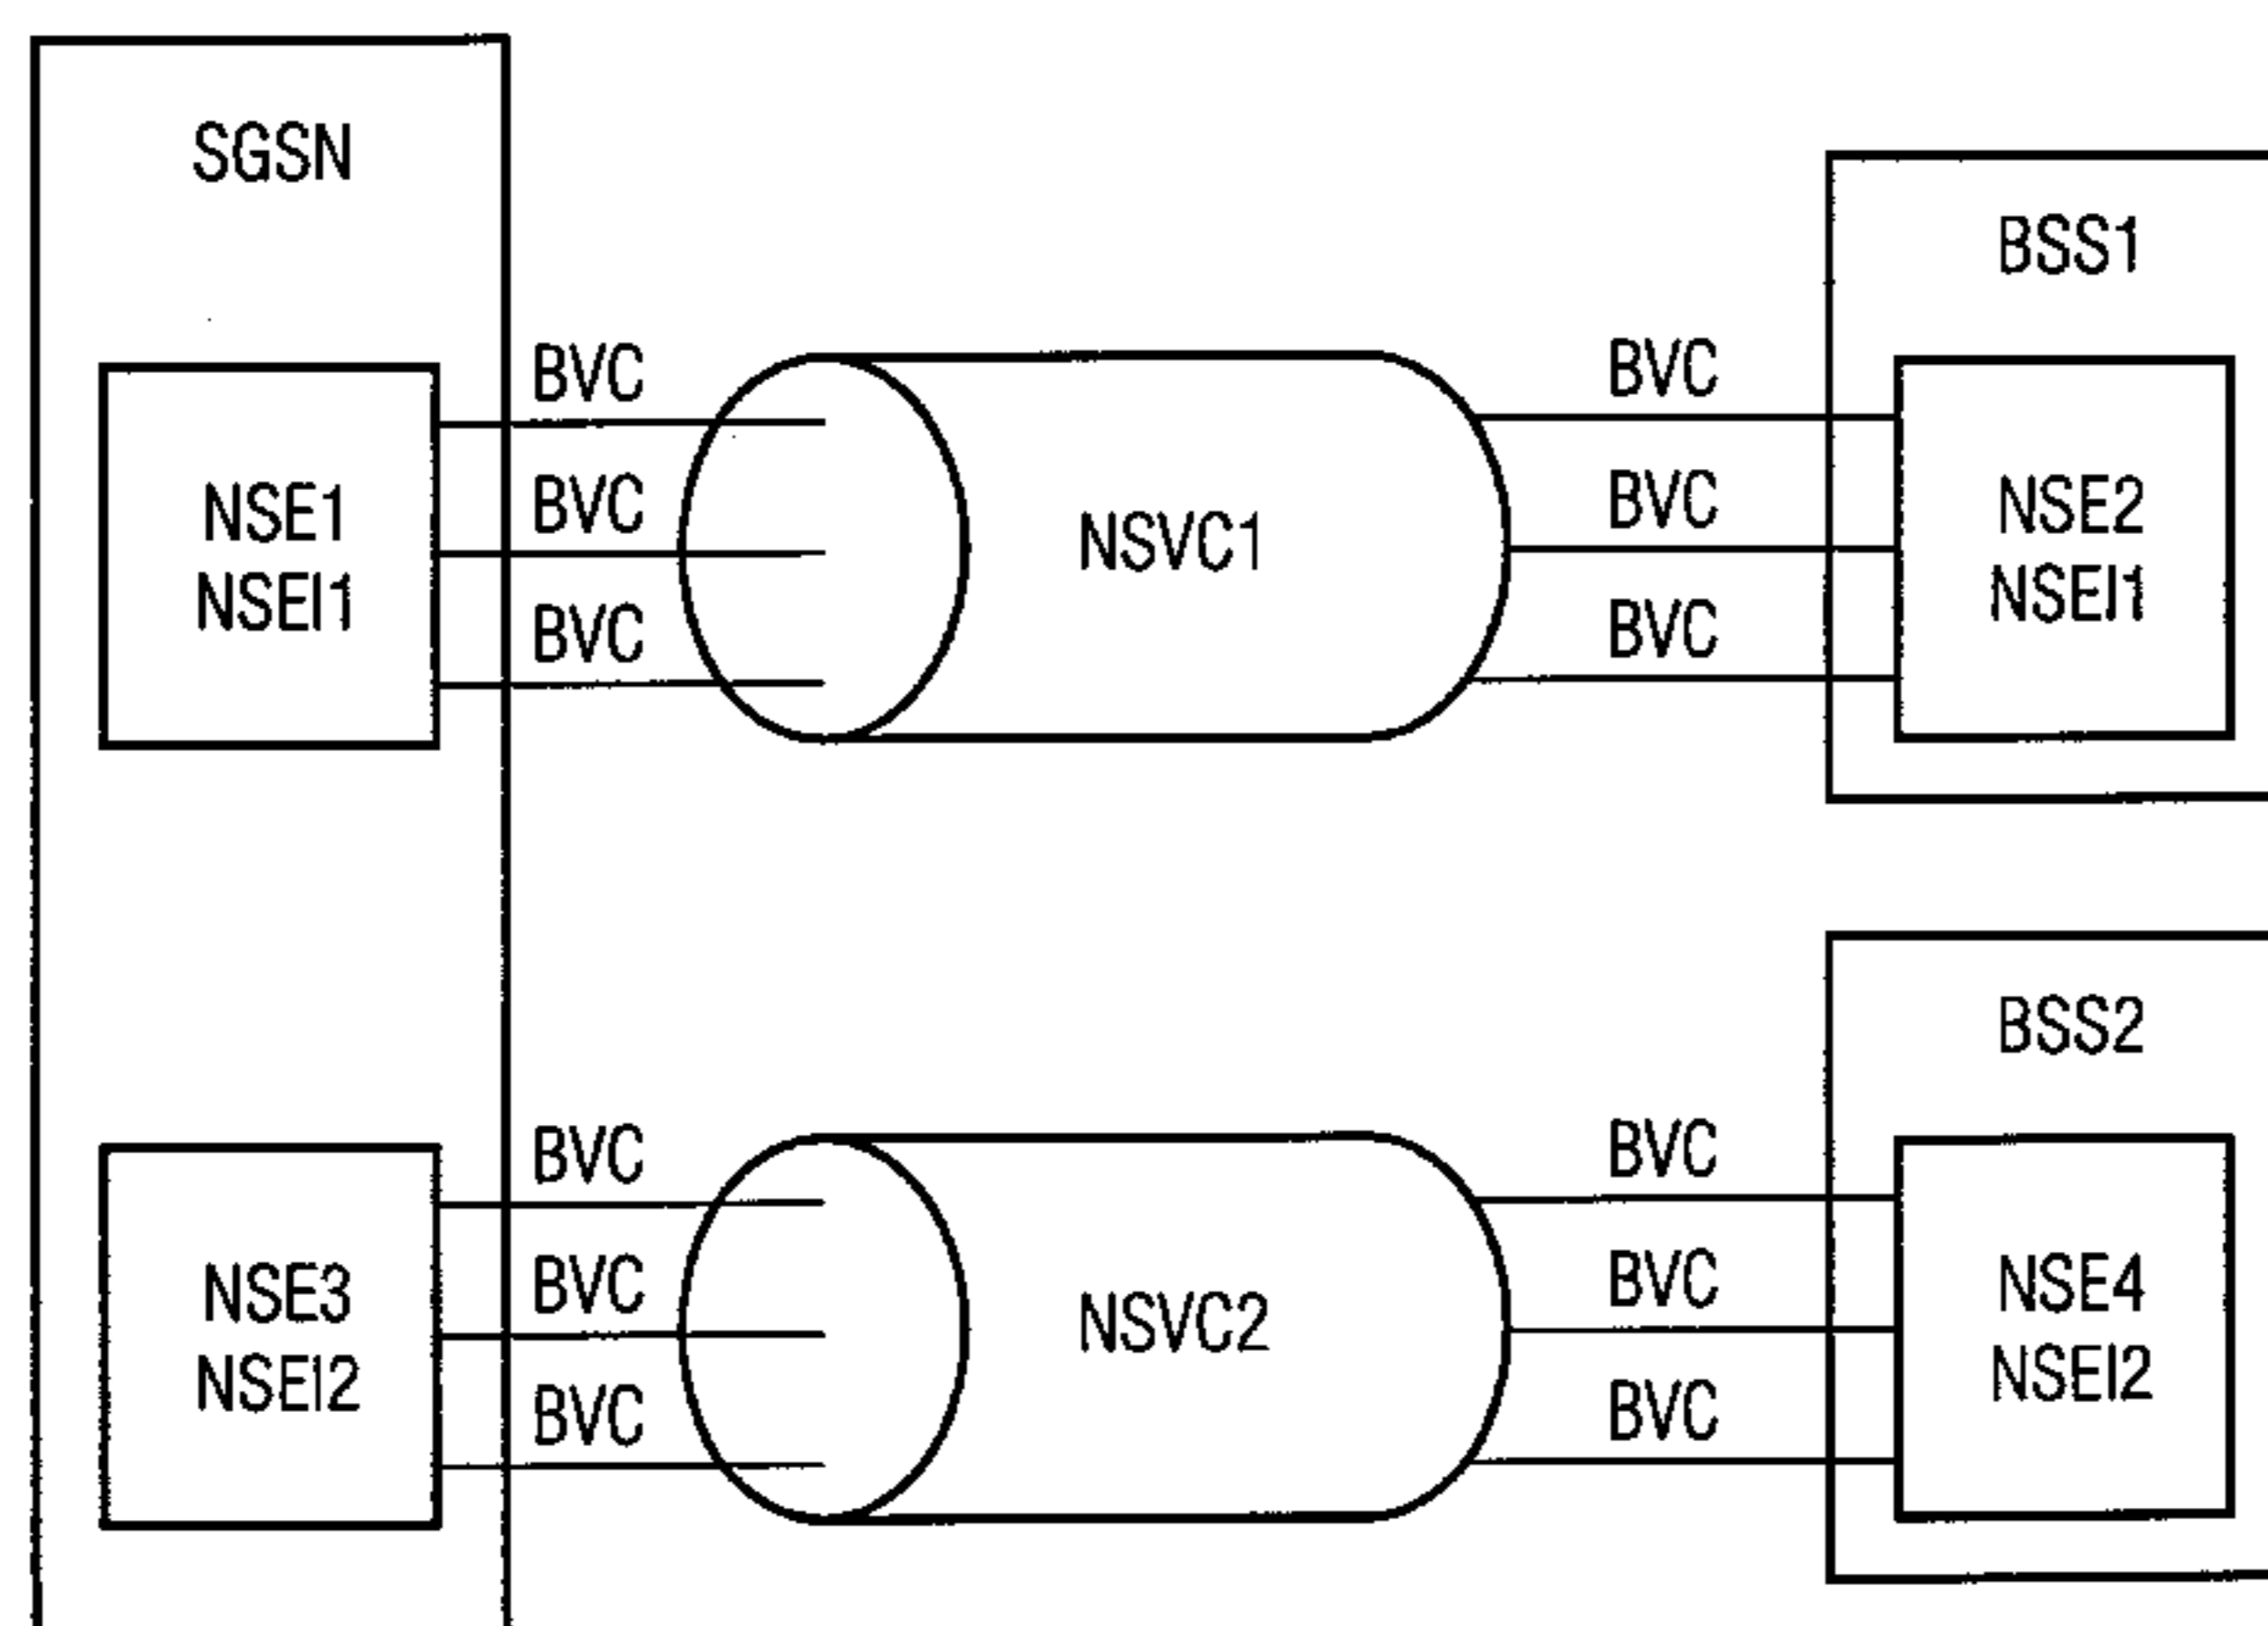 SGSN
BSS1
BVC
BVC
BVC
NSE1
NSEI1
NSVC1
BVC
BVC
BVC
NSE2
NSEI1
BSS2
BVC
BVC
BVC
NSE3
NSEI2
NSVC2
BVC
BVC
BVC
NSE4
NSEI2